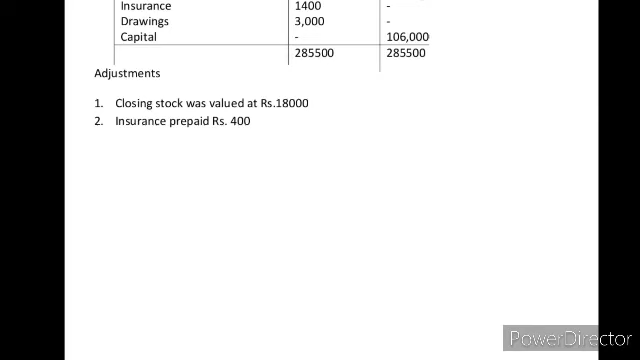 Insurance 1400 -
Drawings 3,000 -
Capital - 106,000
285500 285500
Adjustments
1. Closing stock was valued at Rs.18000
2. Insurance prepaid Rs. 400
PowerDirector